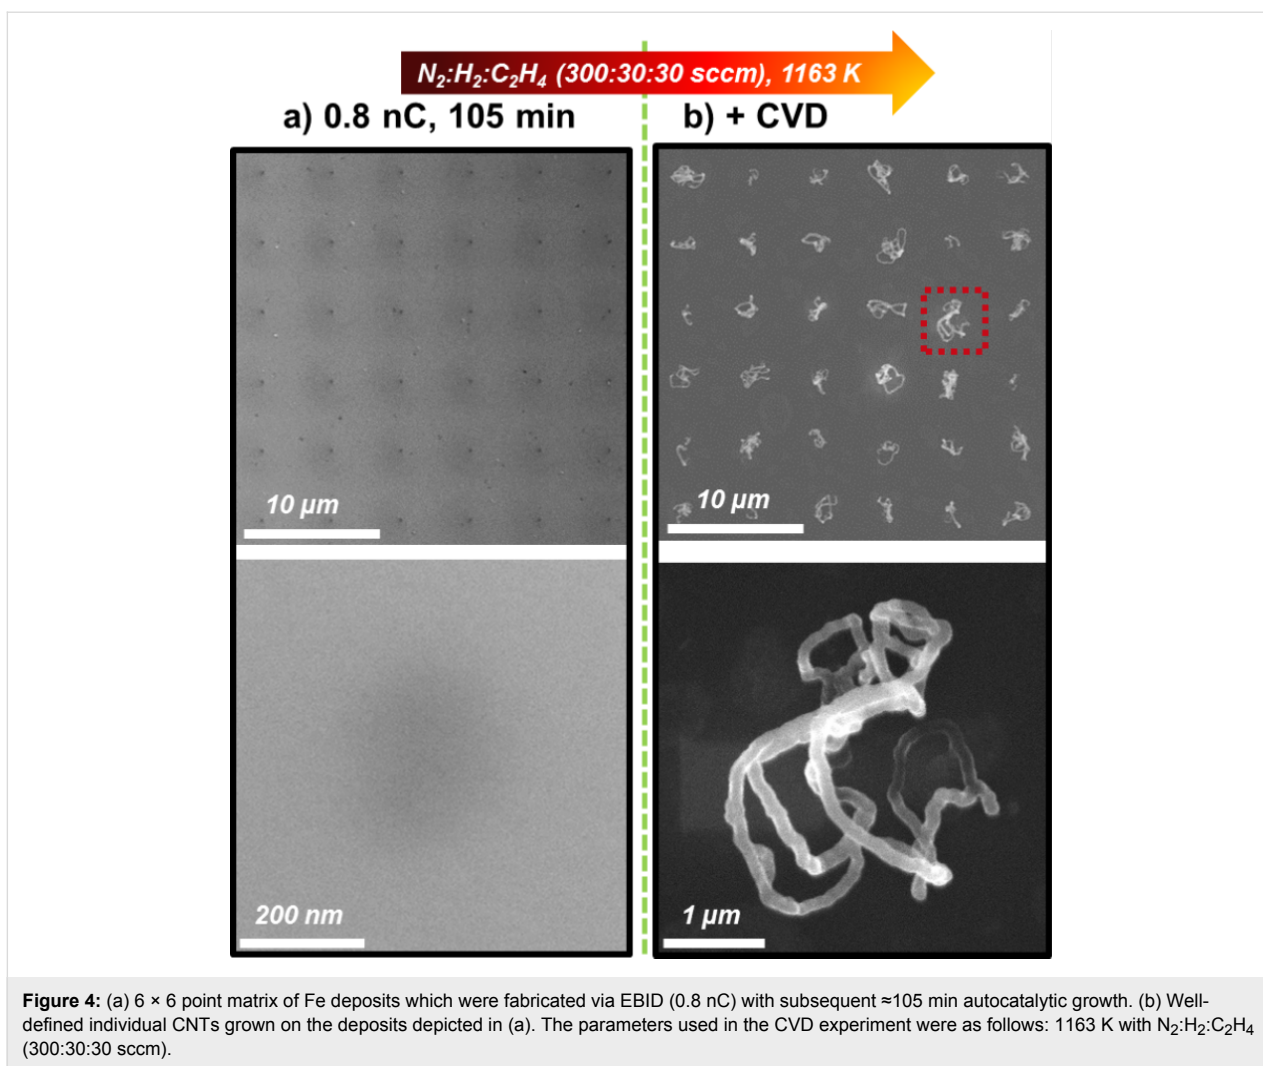 N₂:H₂:C₂H₄ (300:30:30 sccm), 1163 K
a) 0.8 nC, 105 min
b) + CVD
10 µm
10 µm
200 nm
1 µm
Figure 4: (a) 6 × 6 point matrix of Fe deposits which were fabricated via EBID (0.8 nC) with subsequent ≈105 min autocatalytic growth. (b) Well-
defined individual CNTs grown on the deposits depicted in (a). The parameters used in the CVD experiment were as follows: 1163 K with N₂:H₂:C₂H₄
(300:30:30 sccm).